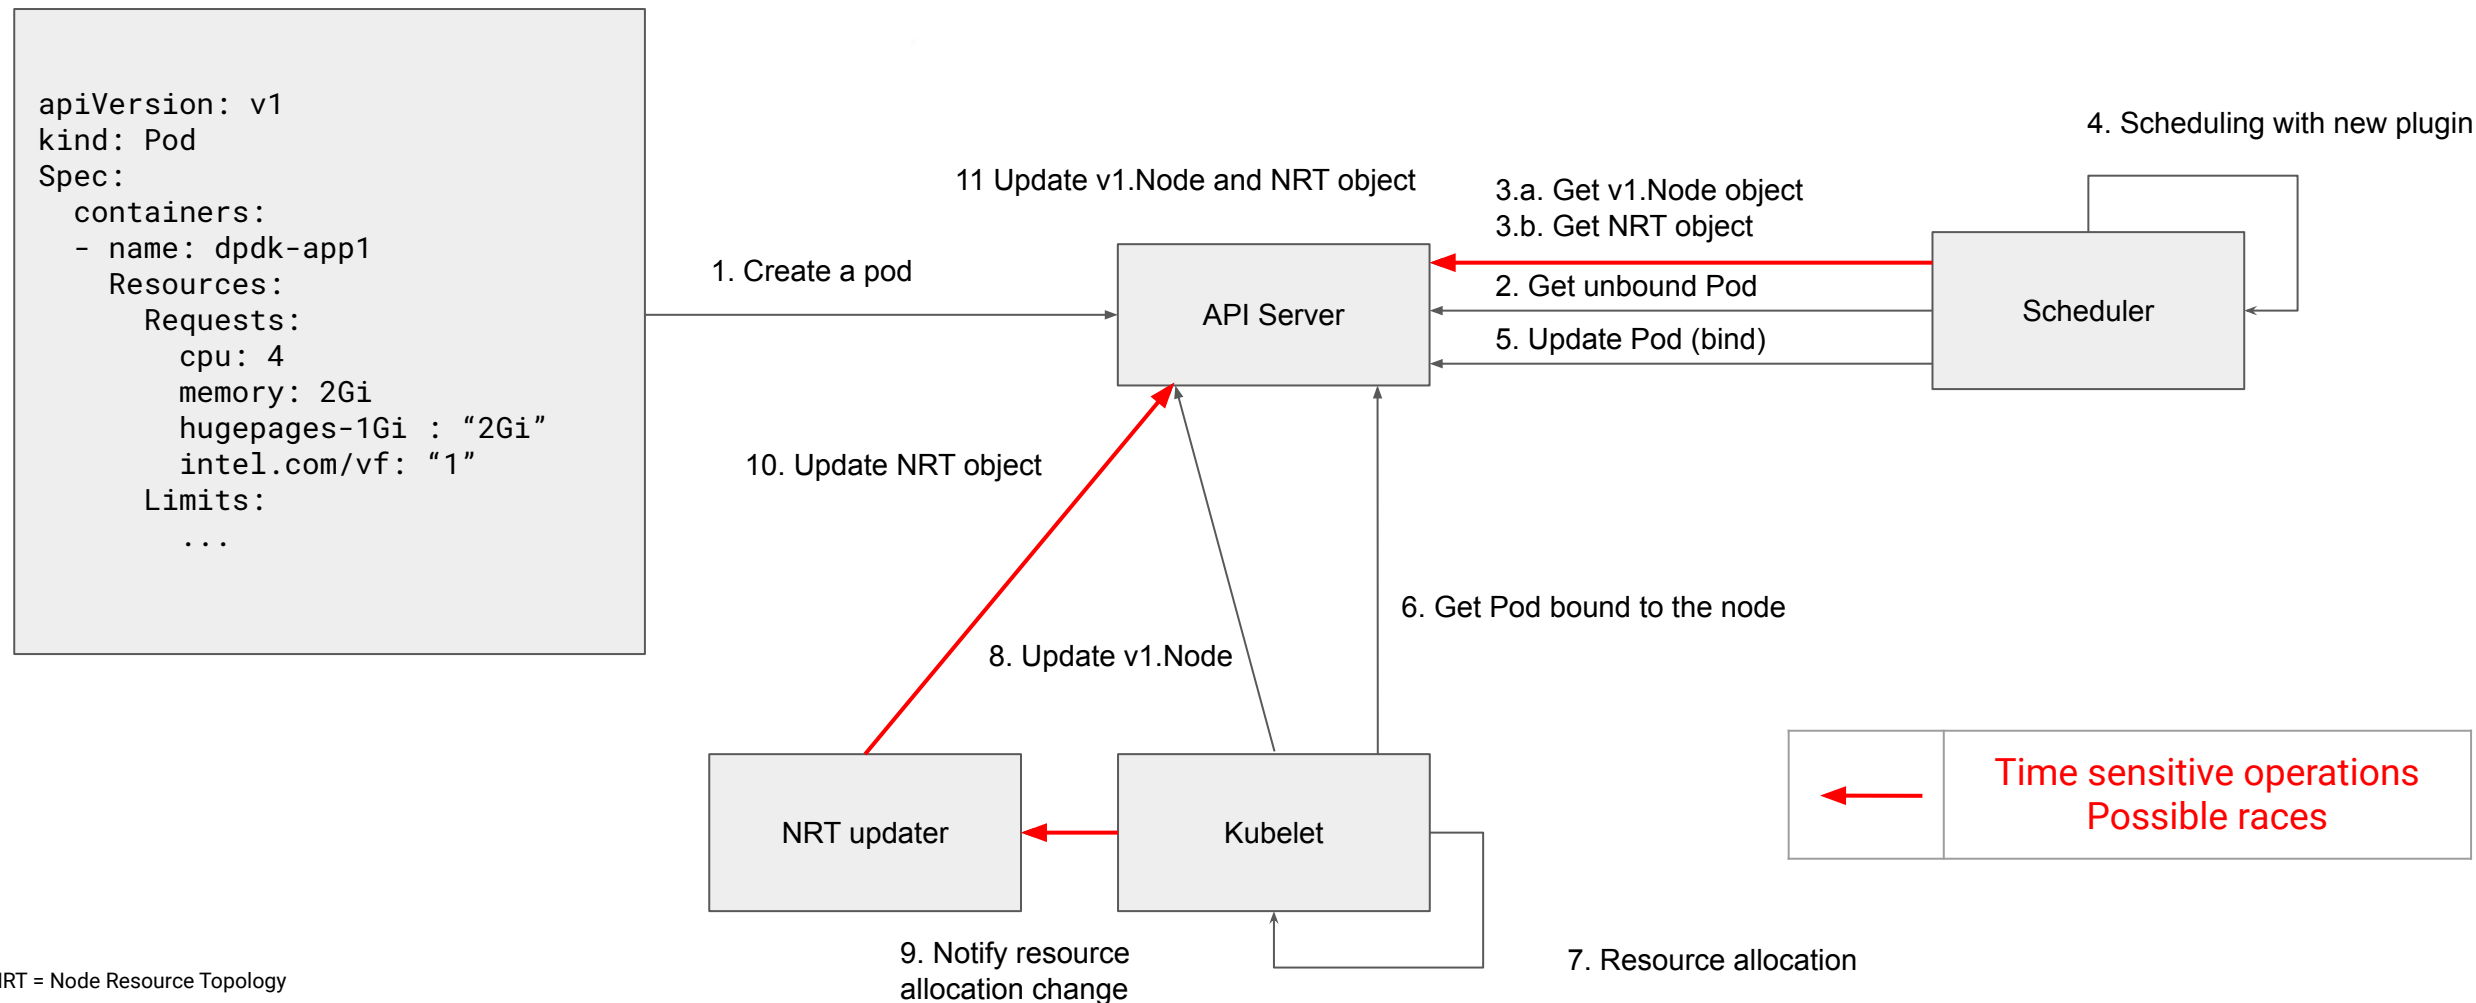 apiVersion: v1
kind: Pod
Spec:
  containers:
  - name: dpdk-app1
    Resources:
      Requests:
        cpu: 4
        memory: 2Gi
        hugepages-1Gi : “2Gi”
        intel.com/vf: “1”
      Limits:
        ...
1. Create a pod
11 Update v1.Node and NRT object
API Server
3.a. Get v1.Node object
3.b. Get NRT object
2. Get unbound Pod
5. Update Pod (bind)
4. Scheduling with new plugin
Scheduler
10. Update NRT object
8. Update v1.Node
6. Get Pod bound to the node
NRT updater
Kubelet
9. Notify resource
allocation change
7. Resource allocation
Time sensitive operations
Possible races
NRT = Node Resource Topology